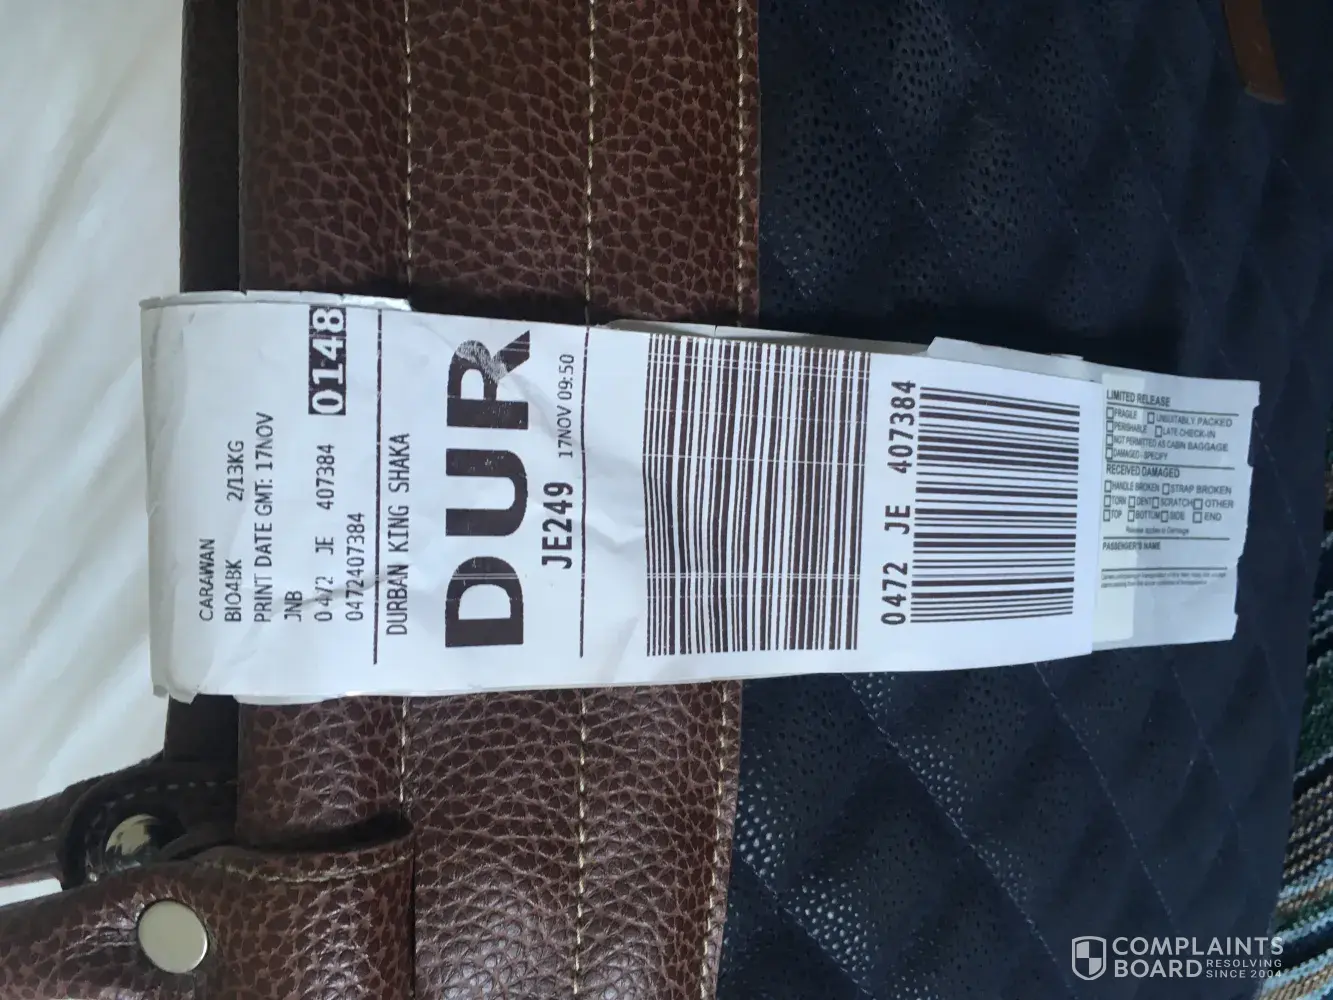 CARAWAN
BIO4BK 2/13KG
PRINT DATE GMT: 17NOV
JNB
0472 JE 407384 0148
0472407384
DURBAN KING SHAKA
DUR
JE249 17NOV 09:50
0472 JE 407384
LIMITED RELEASE
FRAGILE UNSUITABLY PACKED
PERISHABLE LATE CHECK-IN
NOT PERMITTED AS CABIN BAGGAGE
DAMAGED - SPECIFY
RECEIVED DAMAGED
HANDLE BROKEN STRAP BROKEN
TORN DENT SCRATCH OTHER
TOP BOTTOM SIDE END
PASSENGER'S NAME
COMPLAINTS
BOARD RESOLVING
SINCE 2004